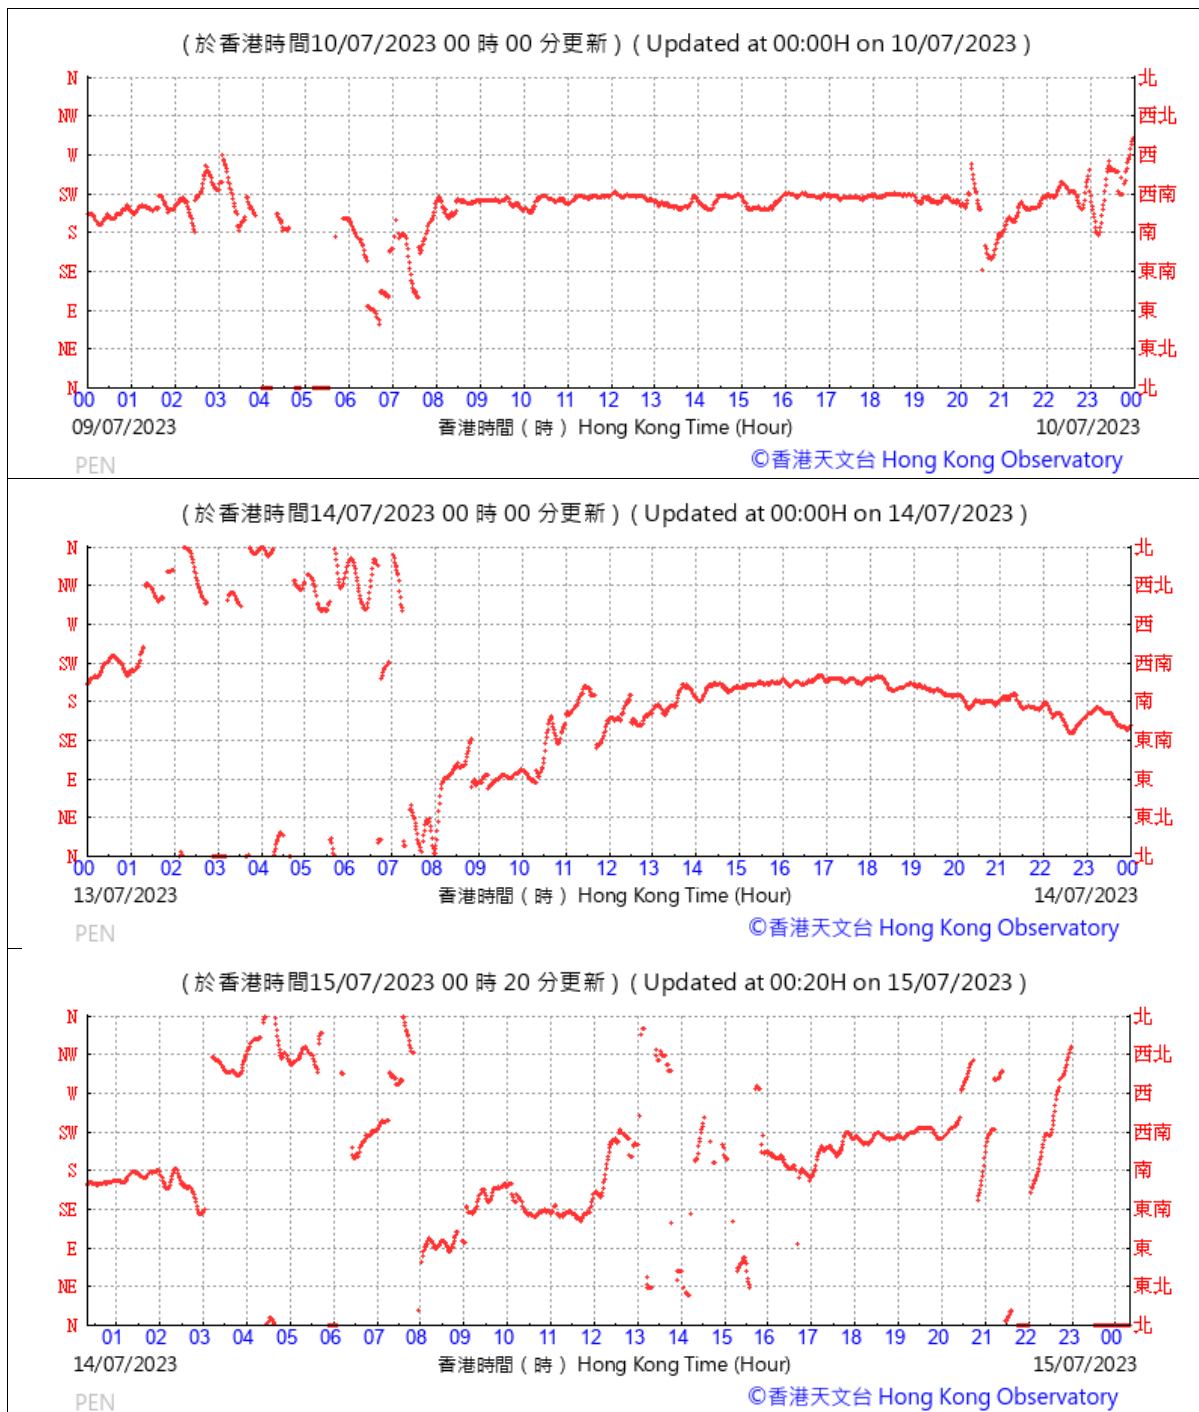 ( 於香港時間10/07/2023 00 時 00 分更新 ) ( Updated at 00:00H on 10/07/2023 )
N 北
NW 西北
W 西
SW 西南
S 南
SE 東南
E 東
NE 東北
N 北
00 01 02 03 04 05 06 07 08 09 10 11 12 13 14 15 16 17 18 19 20 21 22 23 00
09/07/2023 香港時間 ( 時 ) Hong Kong Time (Hour) 10/07/2023
PEN ©香港天文台 Hong Kong Observatory
( 於香港時間14/07/2023 00 時 00 分更新 ) ( Updated at 00:00H on 14/07/2023 )
N 北
NW 西北
W 西
SW 西南
S 南
SE 東南
E 東
NE 東北
N 北
00 01 02 03 04 05 06 07 08 09 10 11 12 13 14 15 16 17 18 19 20 21 22 23 00
13/07/2023 香港時間 ( 時 ) Hong Kong Time (Hour) 14/07/2023
PEN ©香港天文台 Hong Kong Observatory
( 於香港時間15/07/2023 00 時 20 分更新 ) ( Updated at 00:20H on 15/07/2023 )
N 北
NW 西北
W 西
SW 西南
S 南
SE 東南
E 東
NE 東北
N 北
01 02 03 04 05 06 07 08 09 10 11 12 13 14 15 16 17 18 19 20 21 22 23 00
14/07/2023 香港時間 ( 時 ) Hong Kong Time (Hour) 15/07/2023
PEN ©香港天文台 Hong Kong Observatory